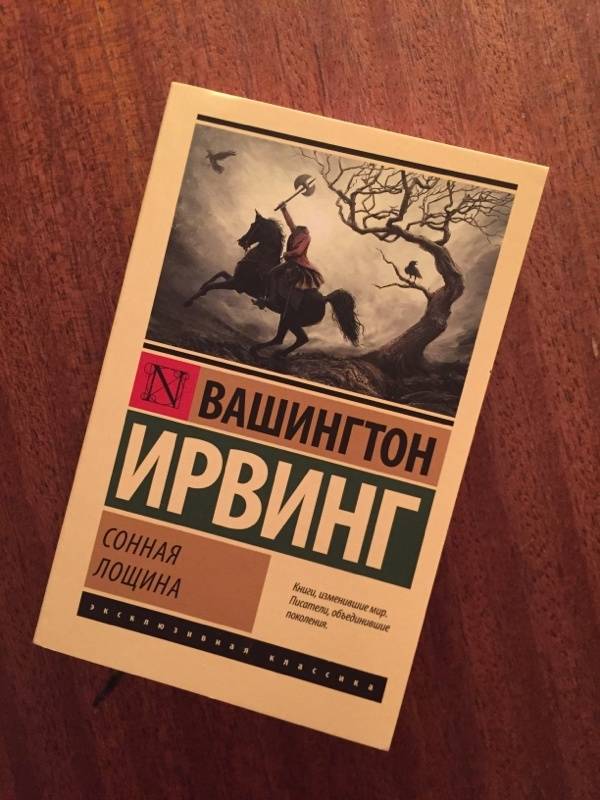 N
ВАШИНГТОН
ИРВИНГ
СОННАЯ
ЛОЩИНА
Книги, изменившие мир.
Писатели, объединившие
поколения.
эксклюзивная классика